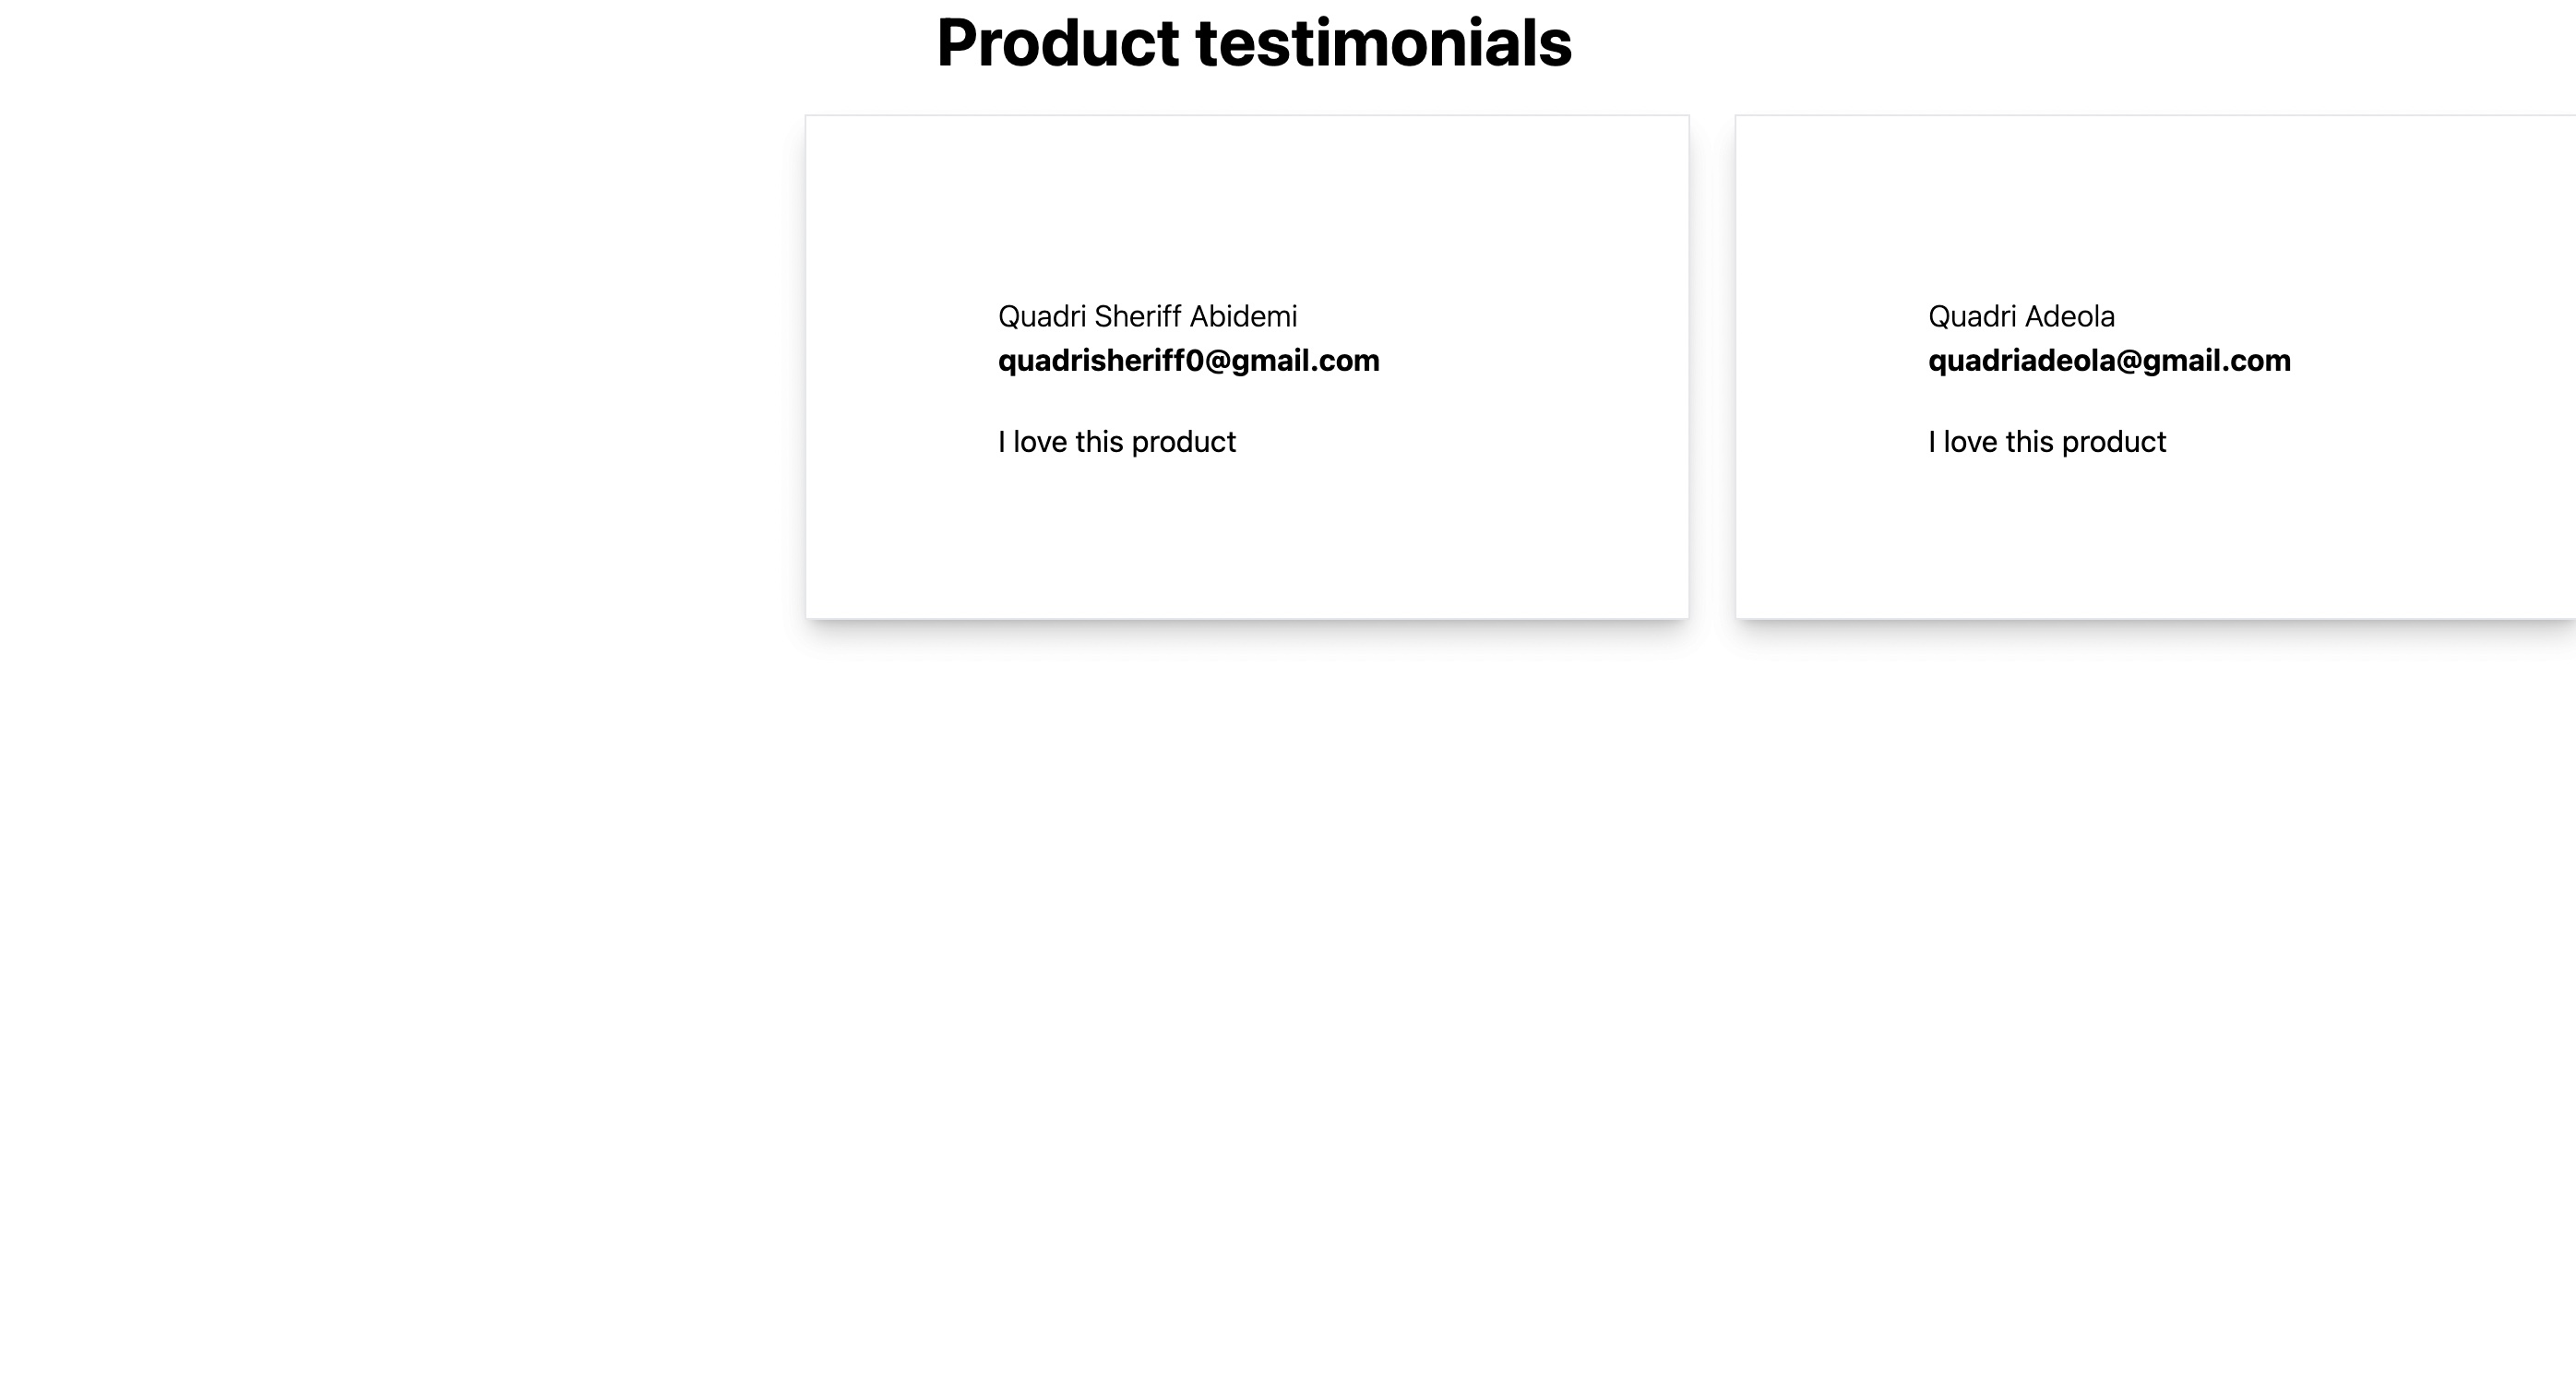 Product testimonials
Quadri Sheriff Abidemi
quadrisheriff0@gmail.com
I love this product
Quadri Adeola
quadriadeola@gmail.com
I love this product